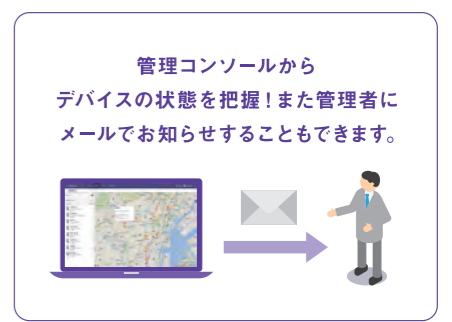 管理コンソールから
デバイスの状態を把握！また管理者に
メールでお知らせすることもできます。